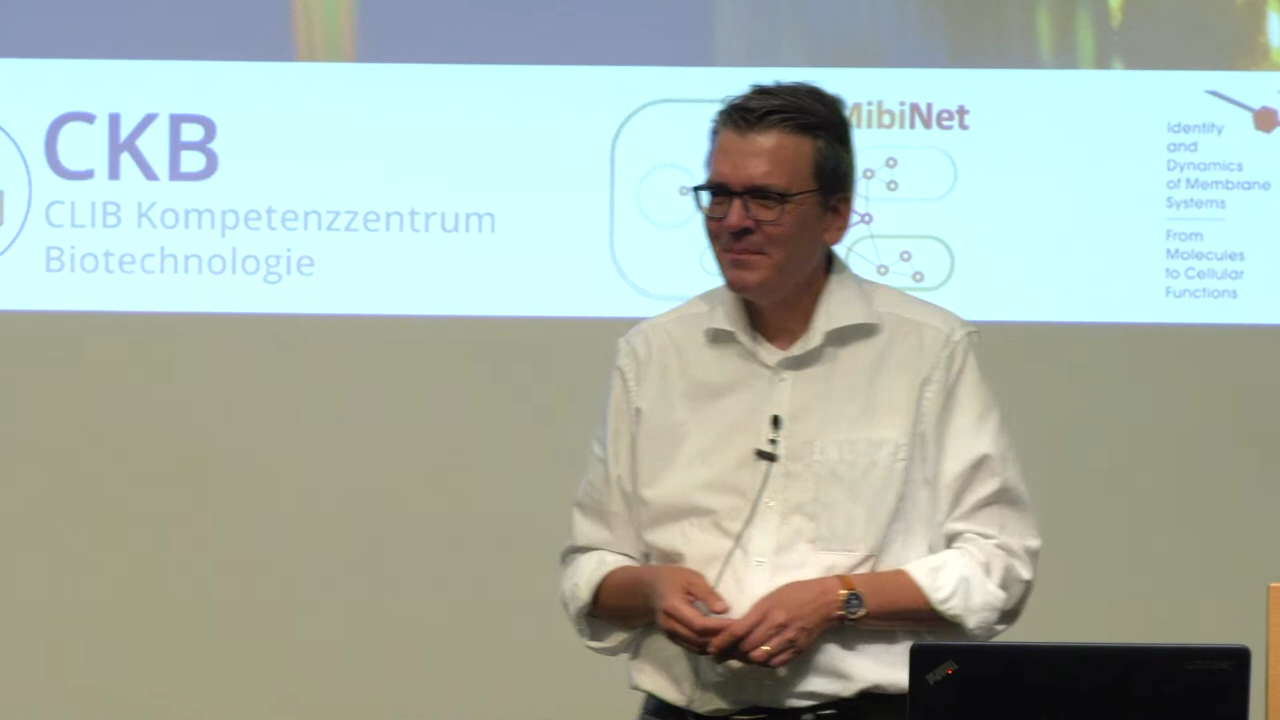 CKB
CLIB Kompetenzzentrum
Biotechnologie
MibiNet
Identity
and
Dynamics
of Membrane
Systems
From
Molecules
to Cellular
Functions